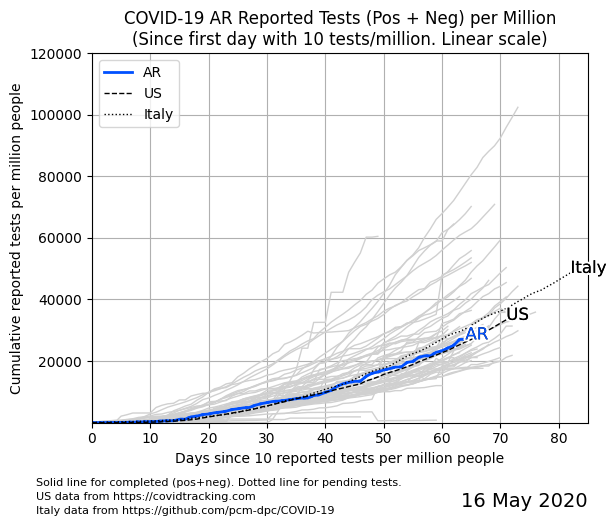 COVID-19 AR Reported Tests (Pos + Neg) per Million
(Since first day with 10 tests/million. Linear scale)
Cumulative reported tests per million people
120000
100000
80000
60000
40000
20000
AR
US
Italy
Italy
US
AR
0 10 20 30 40 50 60 70 80
Days since 10 reported tests per million people
Solid line for completed (pos+neg). Dotted line for pending tests.
US data from https://covidtracking.com
Italy data from https://github.com/pcm-dpc/COVID-19
16 May 2020